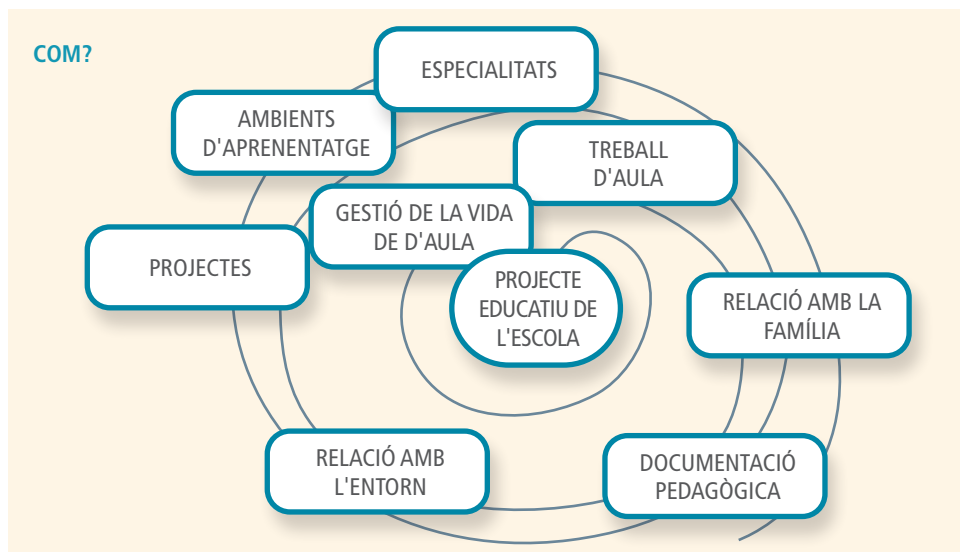 COM?
ESPECIALITATS
AMBIENTS
D'APRENENTATGE
TREBALL
D'AULA
GESTIÓ DE LA VIDA
DE D'AULA
PROJECTES
PROJECTE
EDUCATIU DE
L'ESCOLA
RELACIÓ AMB LA
FAMÍLIA
RELACIÓ AMB
L'ENTORN
DOCUMENTACIÓ
PEDAGÒGICA